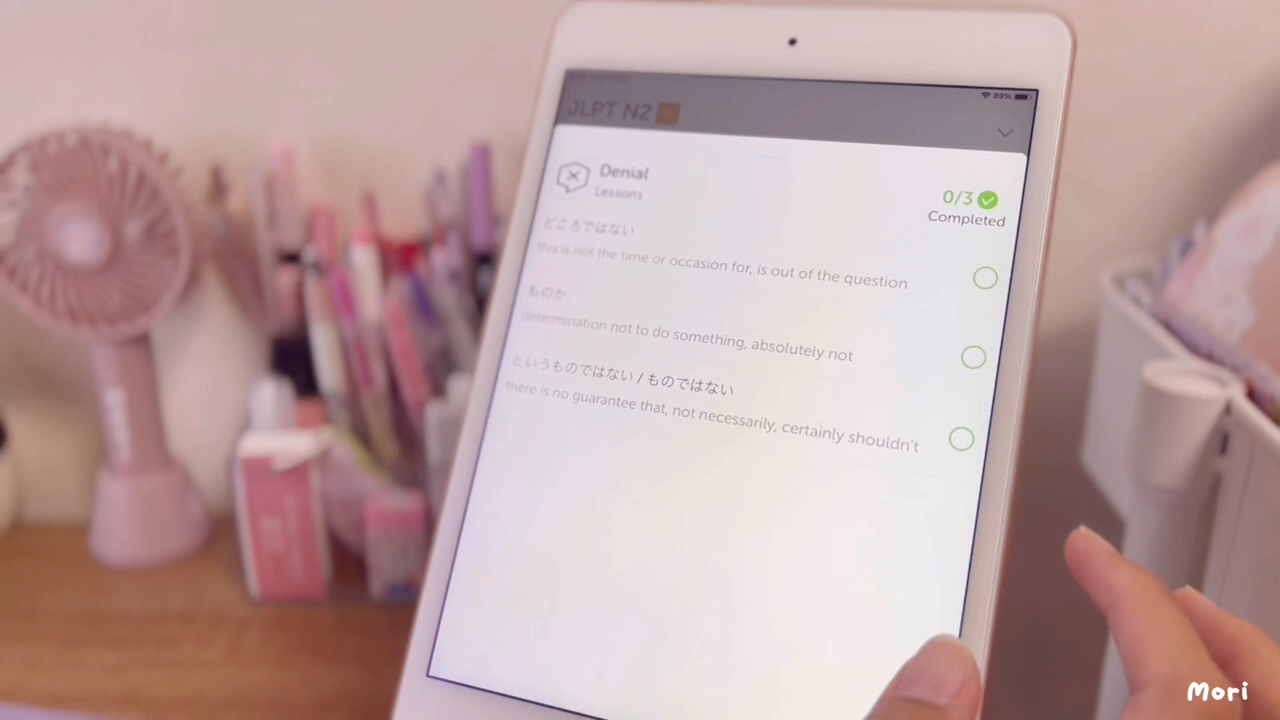 89%
JLPT N2
Denial
Lessons
0/3
Completed
どころではない
this is not the time or occasion for, is out of the question
ものか
determination not to do something, absolutely not
というものではない / ものではない
there is no guarantee that, not necessarily, certainly shouldn't
Mori